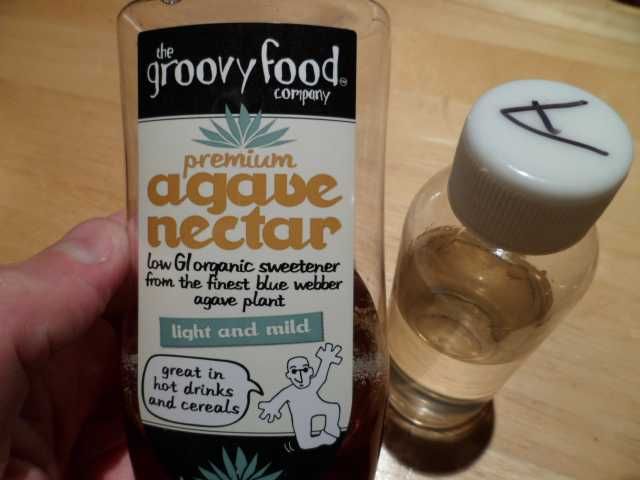 the
groovy food
company™
premium
agave
nectar
low GI organic sweetener
from the finest blue webber
agave plant
light and mild
great in
hot drinks
and cereals
A